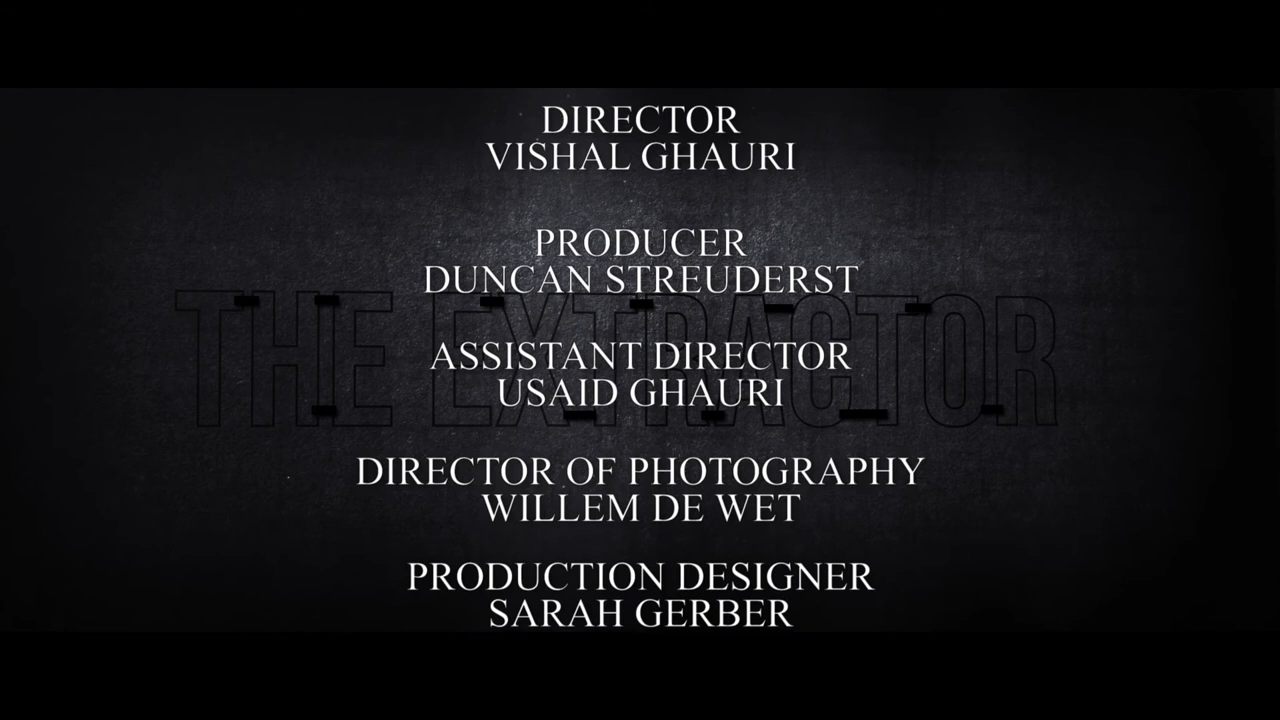 DIRECTOR
VISHAL GHAURI
PRODUCER
DUNCAN STREUDERST
THE EXTRACTOR
ASSISTANT DIRECTOR
USAID GHAURI
DIRECTOR OF PHOTOGRAPHY
WILLEM DE WET
PRODUCTION DESIGNER
SARAH GERBER